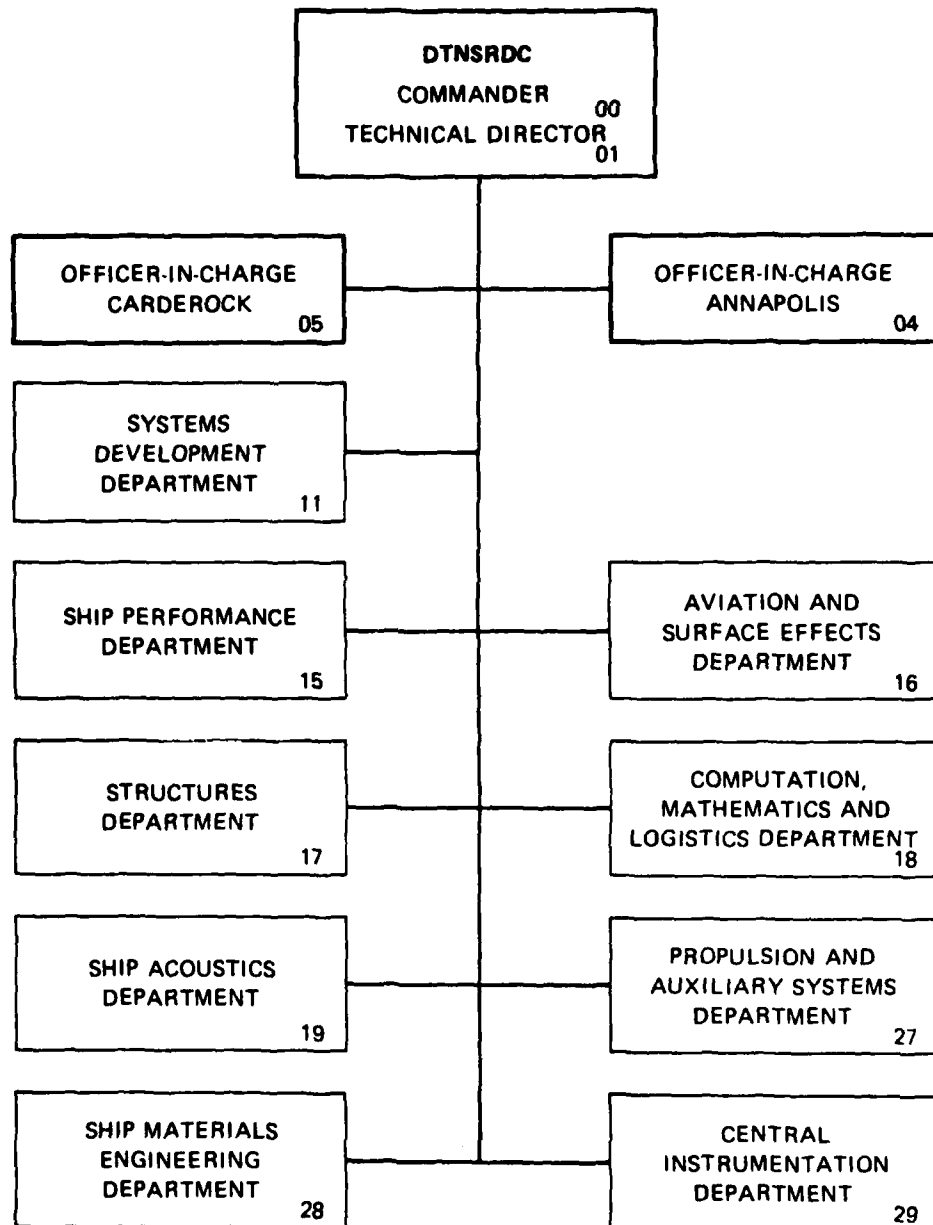 DTNSRDC
COMMANDER 00
TECHNICAL DIRECTOR 01
OFFICER-IN-CHARGE
CARDEROCK
05
OFFICER-IN-CHARGE
ANNAPOLIS
04
SYSTEMS
DEVELOPMENT
DEPARTMENT
11
SHIP PERFORMANCE
DEPARTMENT
15
AVIATION AND
SURFACE EFFECTS
DEPARTMENT
16
STRUCTURES
DEPARTMENT
17
COMPUTATION,
MATHEMATICS AND
LOGISTICS DEPARTMENT
18
SHIP ACOUSTICS
DEPARTMENT
19
PROPULSION AND
AUXILIARY SYSTEMS
DEPARTMENT
27
SHIP MATERIALS
ENGINEERING
DEPARTMENT
28
CENTRAL
INSTRUMENTATION
DEPARTMENT
29